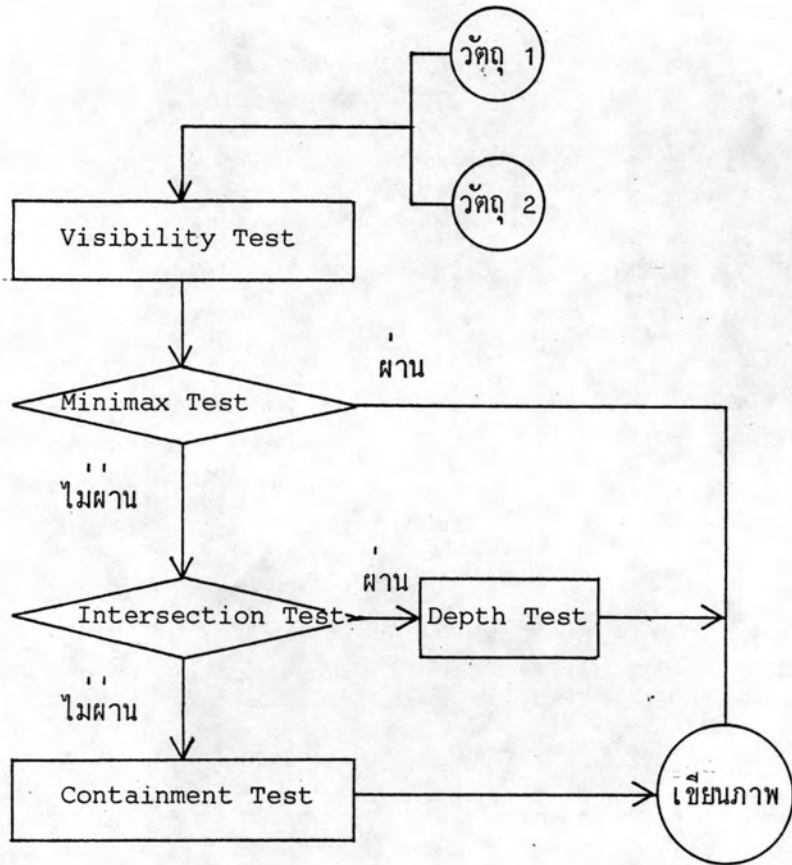 วัตถุ 1
วัตถุ 2
Visibility Test
ผ่าน
Minimax Test
ไม่ผ่าน
ผ่าน
Intersection Test
Depth Test
ไม่ผ่าน
Containment Test
เขียนภาพ